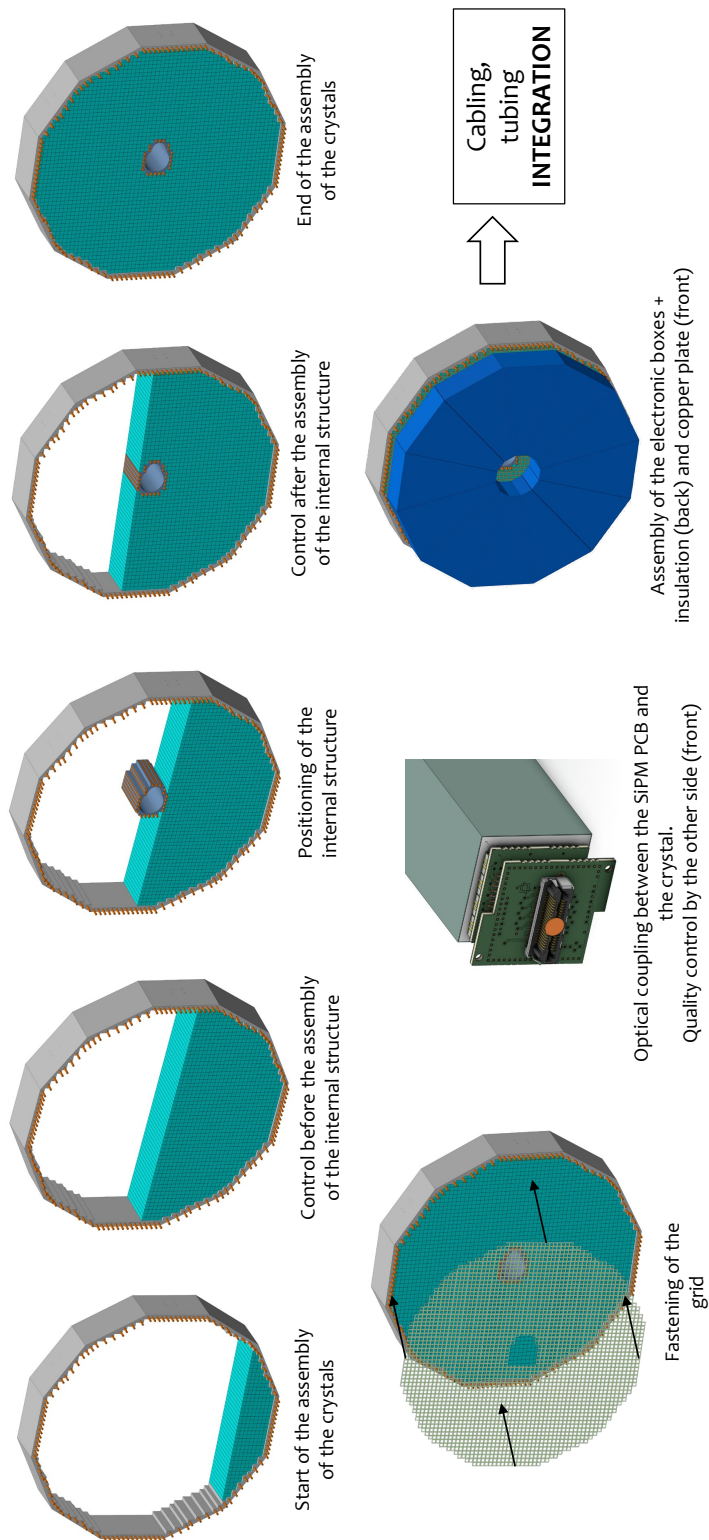 Start of the assembly
of the crystals
Control before the assembly
of the internal structure
Positioning of the
internal structure
Control after the assembly
of the internal structure
End of the assembly
of the crystals
Fastening of the
grid
Optical coupling between the SiPM PCB and
the crystal.
Quality control by the other side (front)
Assembly of the electronic boxes +
insulation (back) and copper plate (front)
Cabling,
tubing
INTEGRATION